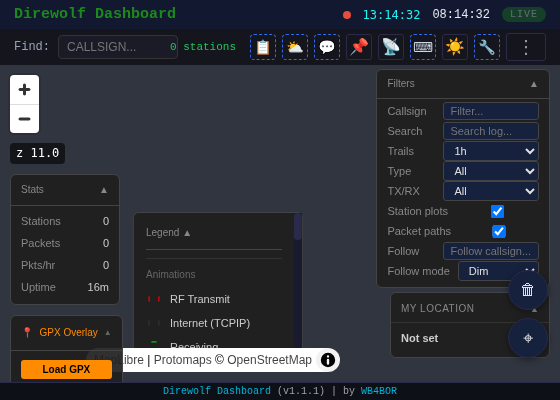 Direwolf Dashboard
13:14:32 08:14:32 LIVE
Find: CALLSIGN... 0 stations
z 11.0
Stats ▲
Stations 0
Packets 0
Pkts/hr 0
Uptime 16m
GPX Overlay ▲
Load GPX
Legend ▲
Animations
RF Transmit
Internet (TCPIP)
Receiving
Filters ▲
Callsign Filter...
Search Search log...
Trails 1h
Type All
TX/RX All
Station plots
Packet paths
Follow Follow callsign...
Follow mode Dim
MY LOCATION
Not set
Libre | Protomaps © OpenStreetMap
Direwolf Dashboard (v1.1.1) | by WB4BOR